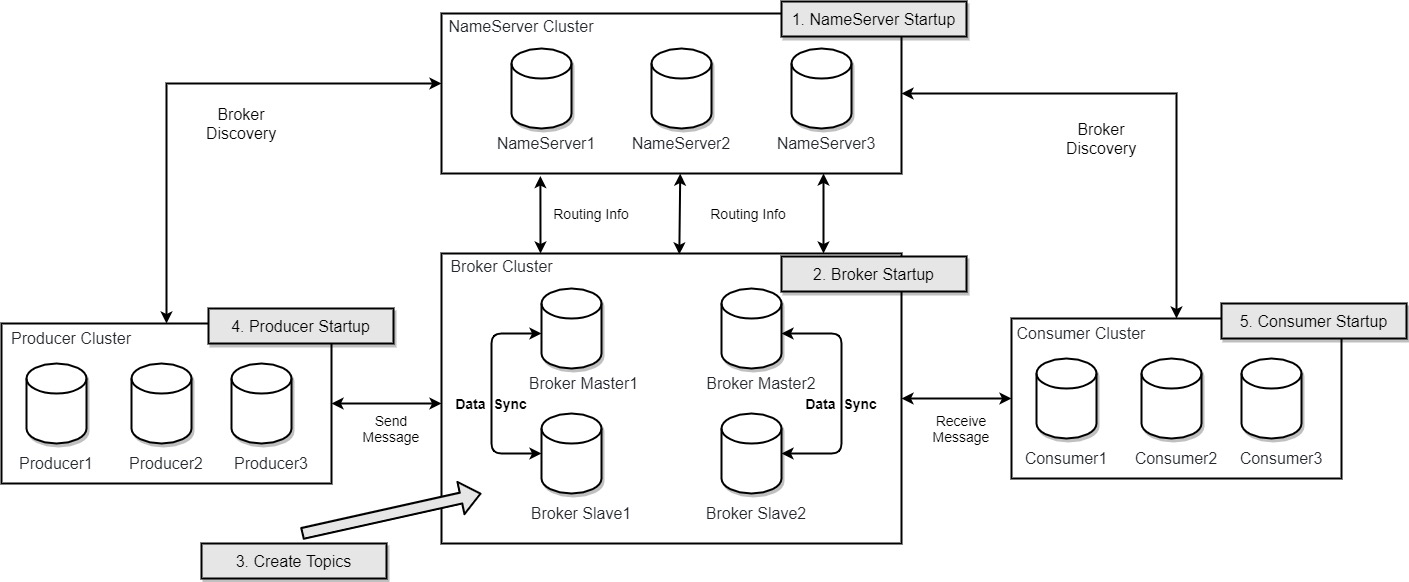 1. NameServer Startup
NameServer Cluster
NameServer1
NameServer2
NameServer3
Broker
Discovery
Broker
Discovery
Routing Info
Routing Info
Broker Cluster
2. Broker Startup
Broker Master1
Broker Master2
Data Sync
Data Sync
Broker Slave1
Broker Slave2
4. Producer Startup
Producer Cluster
Producer1
Producer2
Producer3
Send
Message
5. Consumer Startup
Consumer Cluster
Consumer1
Consumer2
Consumer3
Receive
Message
3. Create Topics